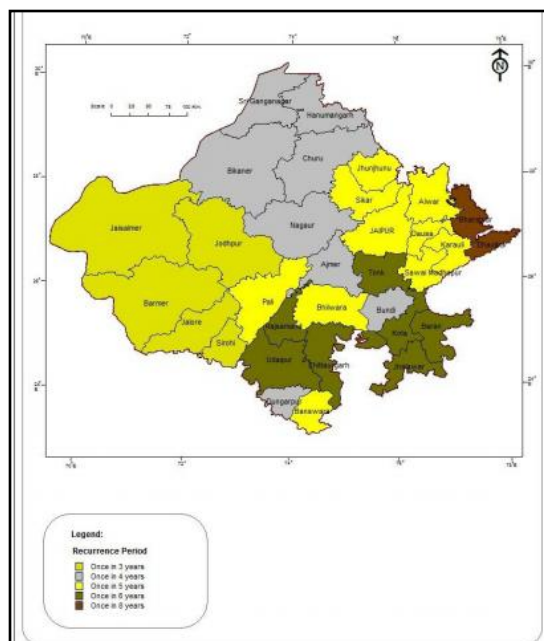 N
Sri Ganganagar
Hanumangarh
Bikaner
Churu
Jhunjhunu
Sikar
Alwar
Jaisalmer
Jodhpur
Nagaur
JAIPUR
Dausa
Bharatpur
Karauli
Dholpur
Ajmer
Tonk
Sawai Madhapur
Barmer
Pali
Bhilwara
Bundi
Jalore
Sirohi
Rajsamand
Kota
Baran
Udaipur
Chittaurgarh
Jhalawar
Dungarpur
Banswara
Legend:
Recurrence Period
Once in 3 years
Once in 4 years
Once in 5 years
Once in 6 years
Once in 8 years